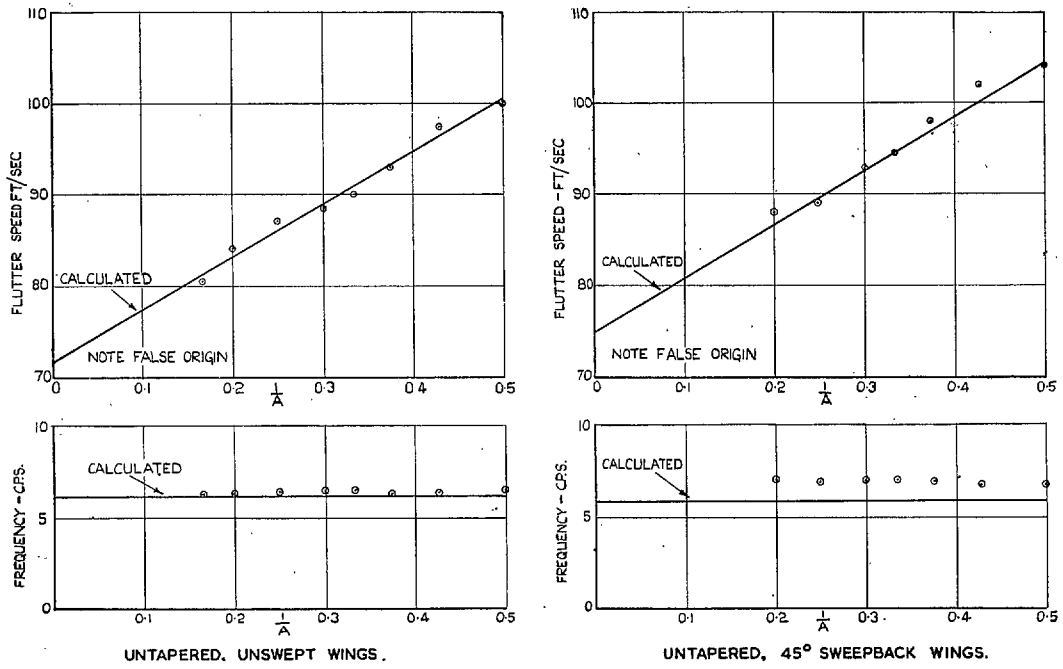 110
100
90
80
70
FLUTTER SPEED FT/SEC
CALCULATED
NOTE FALSE ORIGIN
0
0·1
0·2
0·3
0·4
0·5
1/A
10
5
0
FREQUENCY – C.P.S.
CALCULATED
0·1
0·2
0·3
0·4
0·5
1/A
UNTAPERED, UNSWEPT WINGS.
110
100
90
80
70
FLUTTER SPEED – FT/SEC
CALCULATED
NOTE FALSE ORIGIN
0
0·1
0·2
0·3
0·4
0·5
1/A
10
5
0
FREQUENCY – C.P.S.
CALCULATED
0·1
0·2
0·3
0·4
0·5
1/A
UNTAPERED, 45° SWEEPBACK WINGS.